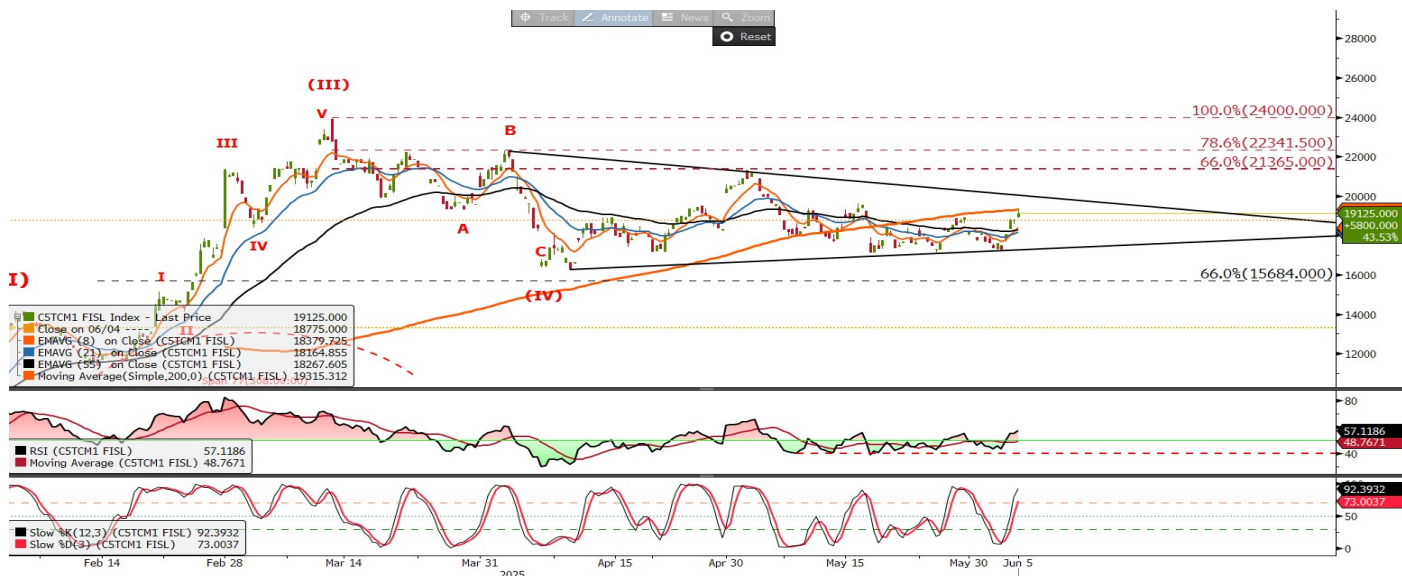 Track Annotate News Zoom
Reset
28000
26000
(III)
V
100.0%(24000.000)
24000
B
III
78.6%(22341.500)
22000
66.0%(21365.000)
20000
A
IV
19125.000
+5800.000
43.53%
C
I
66.0%(15684.000)
16000
(IV)
I)
II
C5TCM1 FISL Index - Last Price 19125.000
Close on 06/04 ---- 18775.000
EMAVG (8) on Close (C5TCM1 FISL) 18379.725
EMAVG (21) on Close (C5TCM1 FISL) 18164.855
EMAVG (55) on Close (C5TCM1 FISL) 18267.605
Moving Average(Simple,200,0) (C5TCM1 FISL) 19315.312
14000
12000
80
57.1186
48.7671
40
RSI (C5TCM1 FISL) 57.1186
Moving Average (C5TCM1 FISL) 48.7671
92.3932
73.0037
50
0
Slow %K(12,3) (C5TCM1 FISL) 92.3932
Slow %D(3) (C5TCM1 FISL) 73.0037
Feb 14 Feb 28 Mar 14 Mar 31 Apr 15 Apr 30 May 15 May 30 Jun 5
2025